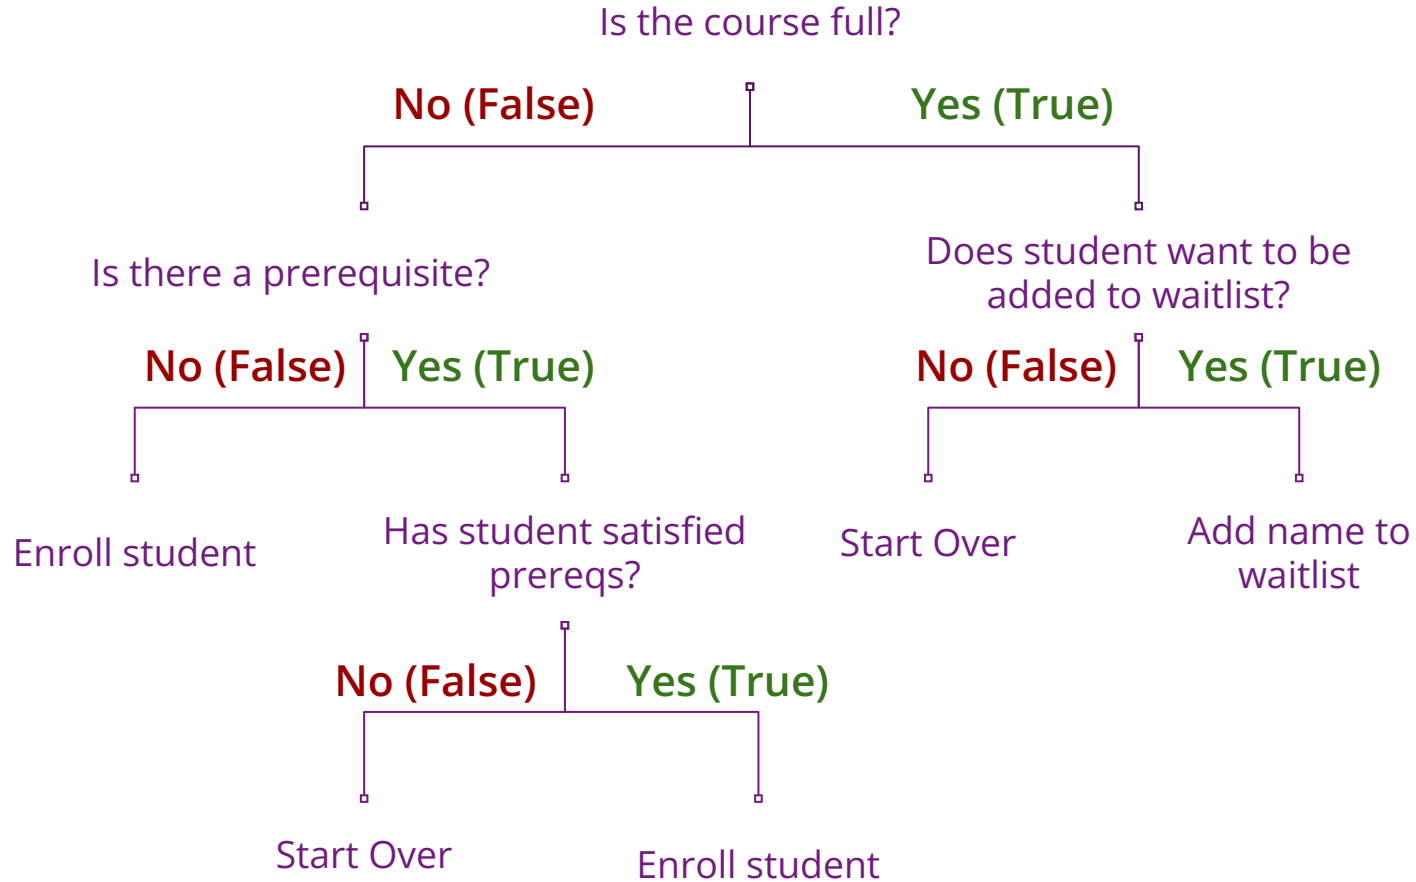 Is the course full?
No (False)
Yes (True)
Is there a prerequisite?
Does student want to be
added to waitlist?
No (False)
Yes (True)
No (False)
Yes (True)
Enroll student
Has student satisfied
prereqs?
Start Over
Add name to
waitlist
No (False)
Yes (True)
Start Over
Enroll student